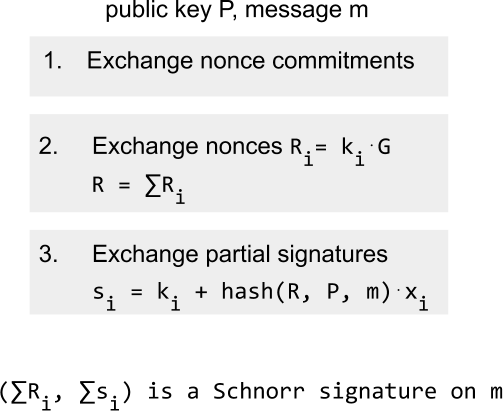 public key P, message m
1. Exchange nonce commitments
2. Exchange nonces Rᵢ= kᵢ·G
R = ∑Rᵢ
3. Exchange partial signatures
sᵢ = kᵢ + hash(R, P, m)·xᵢ
(∑Rᵢ, ∑sᵢ) is a Schnorr signature on m